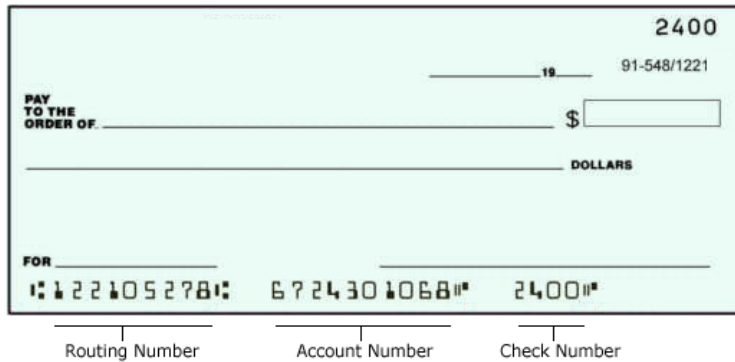 2400
19 91-548/1221
PAY
TO THE
ORDER OF $
DOLLARS
FOR
⑆122105278⑆ 6724301068⑈ 2400⑈
Routing Number Account Number Check Number